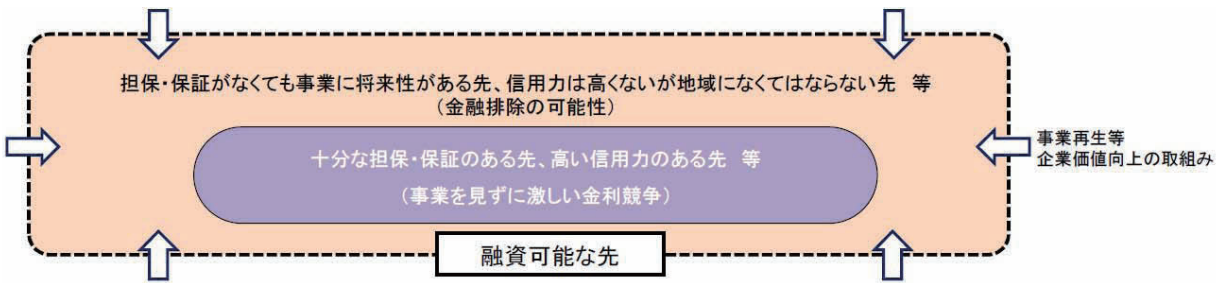 担保・保証がなくても事業に将来性がある先、信用力は高くないが地域になくてはならない先　等
（金融排除の可能性）
十分な担保・保証のある先、高い信用力のある先　等
（事業を見ずに激しい金利競争）
事業再生等
企業価値向上の取組み
融資可能な先